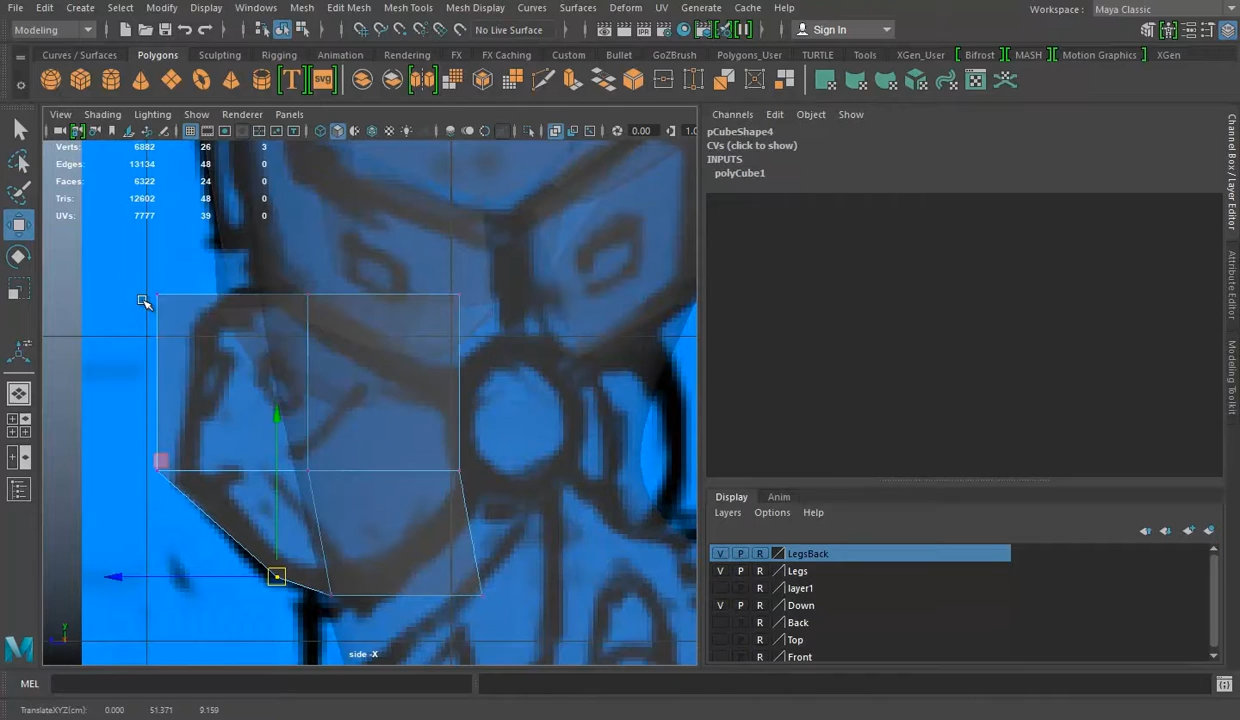 File Edit Create Select Modify Display Windows Mesh Edit Mesh Mesh Tools Mesh Display Curves Surfaces Deform UV Generate Cache Help Workspace : Maya Classic
Modeling No Live Surface Sign In
Curves / Surfaces Polygons Sculpting Rigging Animation Rendering FX FX Caching Custom Bullet GoZBrush Polygons_User TURTLE Tools XGen_User Bifrost MASH Motion Graphics XGen
T svg
View Shading Lighting Show Renderer Panels
0.00 1.0
Verts: 6882 26 3
Edges: 13134 48 0
Faces: 6322 24 0
Tris: 12602 48 0
UVs: 7777 39 0
side -X
Channels Edit Object Show
pCubeShape4
CVs (click to show)
INPUTS
polyCube1
Display Anim
Layers Options Help
V P R LegsBack
V P R Legs
R layer1
V P R Down
R Back
R Top
R Front
Channel Box / Layer Editor
Attribute Editor
Modeling Toolkit
MEL
TranslateXYZ(cm): 0.000 51.371 9.159